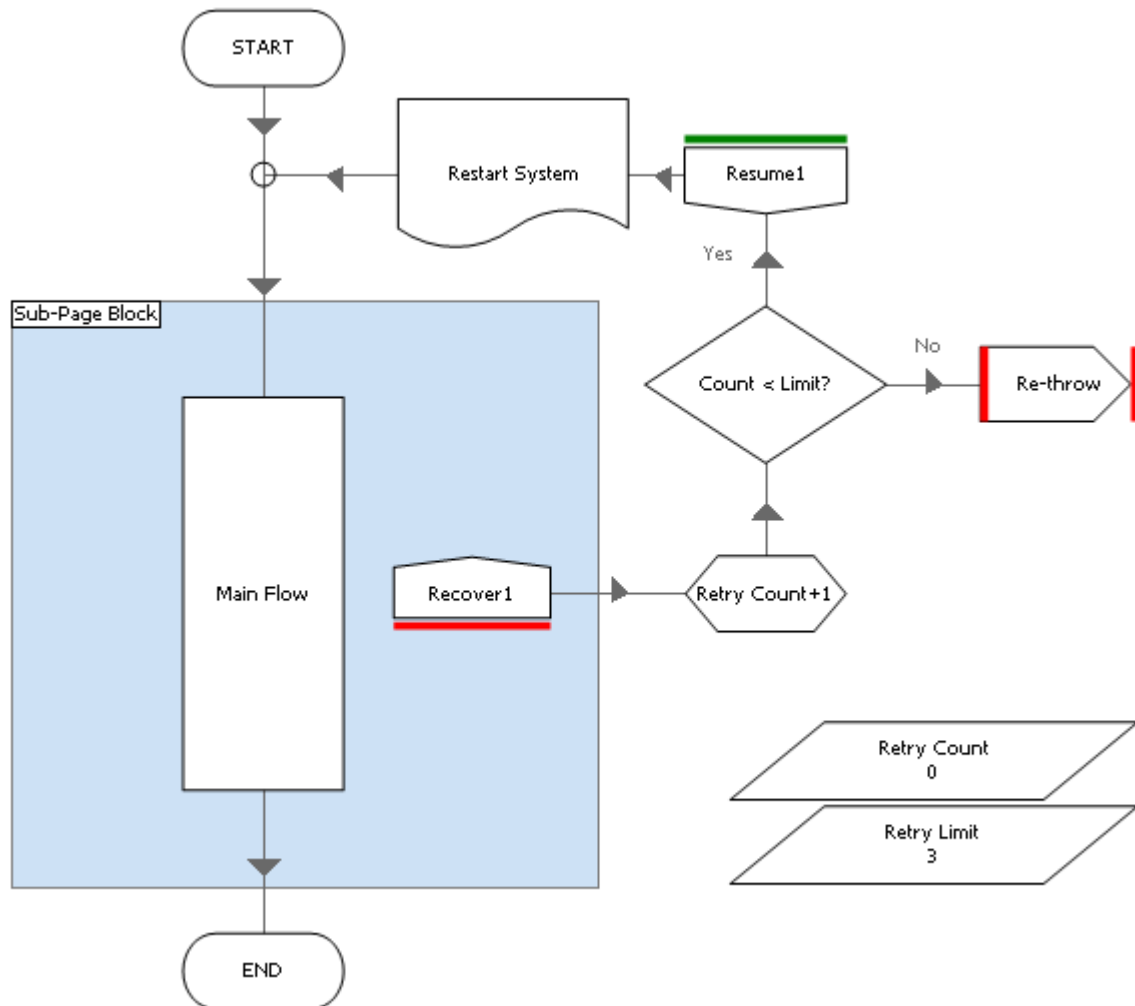 START
Restart System
Resume1
Yes
Sub-Page Block
Count < Limit?
No
Re-throw
Main Flow
Recover1
Retry Count+1
Retry Count
0
Retry Limit
3
END